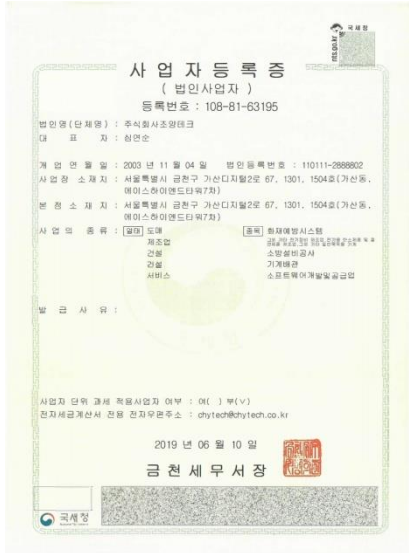 국세청
nts.go.kr
사업자등록증
( 법인사업자 )
등록번호 : 108-81-63195
법인명(단체명) : 주식회사조양테크
대 표 자 : 심연순
개 업 연 월 일 : 2003 년 11 월 04 일 법인등록번호 : 110111-2888802
사업장 소재지 : 서울특별시 금천구 가산디지털2로 67, 1301, 1504호(가산동,
에이스하이엔드타워7차)
본 점 소 재 지 : 서울특별시 금천구 가산디지털2로 67, 1301, 1504호(가산동,
에이스하이엔드타워7차)
사 업 의 종 류 : 업태 도매 종목 화재예방시스템
제조업
건설 소방설비공사
건설 기계배관
서비스 소프트웨어개발및공급업
발 급 사 유 :
사업자 단위 과세 적용사업자 여부 : 여( ) 부(∨)
전자세금계산서 전용 전자우편주소 : chytech@chytech.co.kr
2019 년 06 월 10 일
금천세무서장
국세청